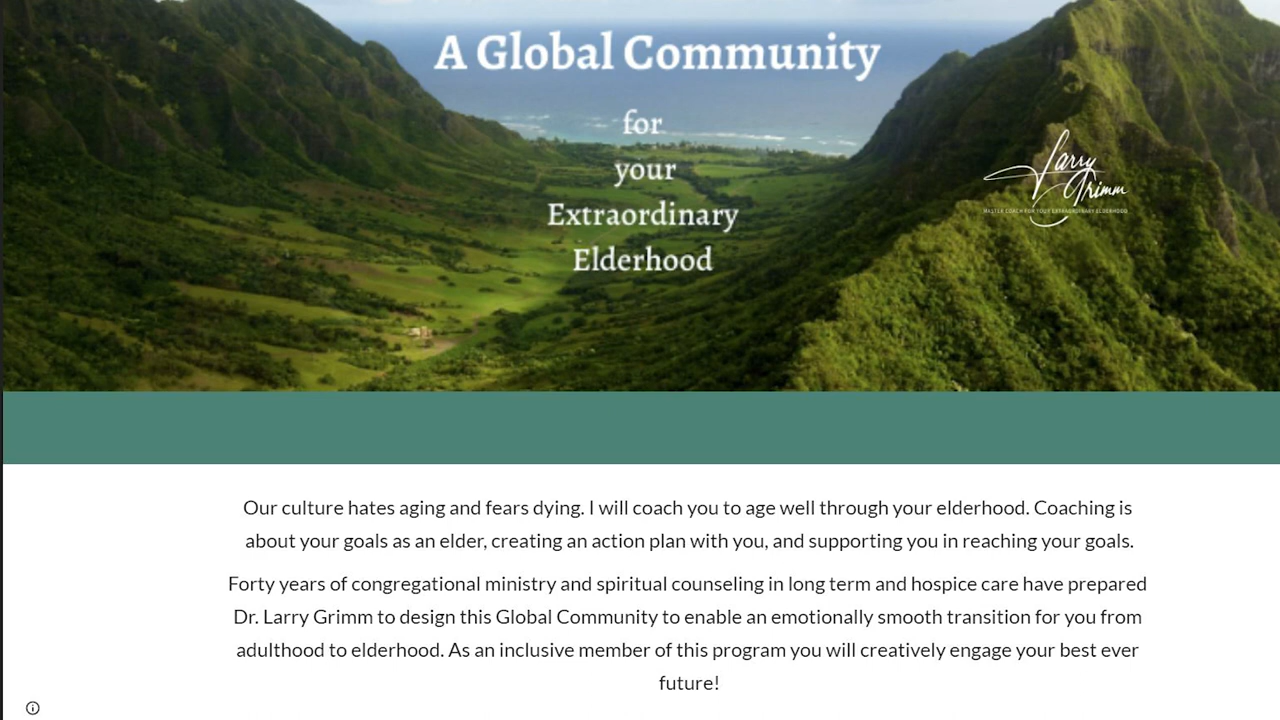 A Global Community
for
your
Extraordinary
Elderhood
Larry
Grimm
MASTER COACH FOR YOUR EXTRAORDINARY ELDERHOOD
Our culture hates aging and fears dying. I will coach you to age well through your elderhood. Coaching is
about your goals as an elder, creating an action plan with you, and supporting you in reaching your goals.
Forty years of congregational ministry and spiritual counseling in long term and hospice care have prepared
Dr. Larry Grimm to design this Global Community to enable an emotionally smooth transition for you from
adulthood to elderhood. As an inclusive member of this program you will creatively engage your best ever
future!